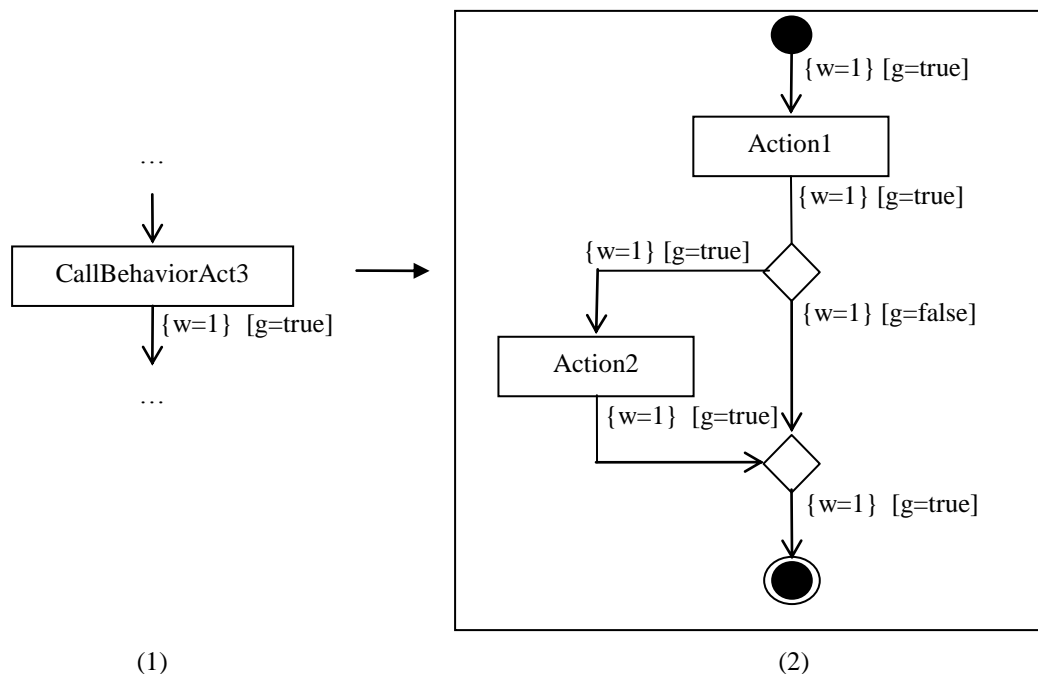 …
CallBehaviorAct3
{w=1} [g=true]
…
(1)
{w=1} [g=true]
Action1
{w=1} [g=true]
{w=1} [g=true]
{w=1} [g=false]
Action2
{w=1} [g=true]
{w=1} [g=true]
(2)